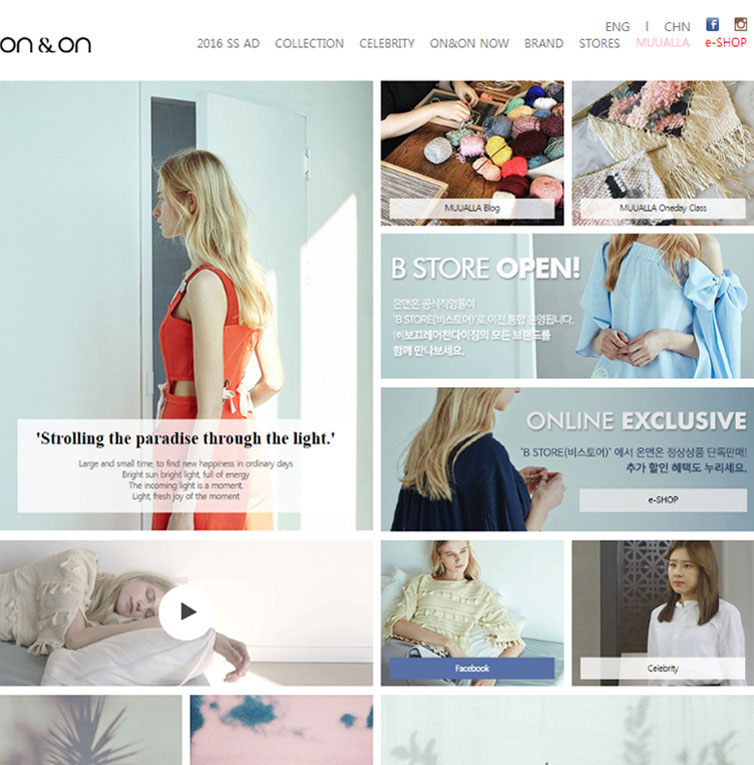 ENG | CHN
on & on
2016 SS AD COLLECTION CELEBRITY ON&ON NOW BRAND STORES MUUALLA e-SHOP
MUUALLA Blog
MUUALLA Oneday Class
B STORE OPEN!
온앤온 공식직영몰이
'B STORE(비스토어)'로 이전,통합 운영됩니다.
㈜보끄레머천다이징의 모든 브랜드를
함께 만나보세요.
'Strolling the paradise through the light.'
Large and small time, to find new happiness in ordinary days
Bright sun bright light, full of energy
The incoming light is a moment.
Light, fresh joy of the moment
ONLINE EXCLUSIVE
'B STORE(비스토어)' 에서 온앤온 정상상품 단독판매!
추가 할인 혜택도 누리세요.
e-SHOP
Facebook
Celebrity